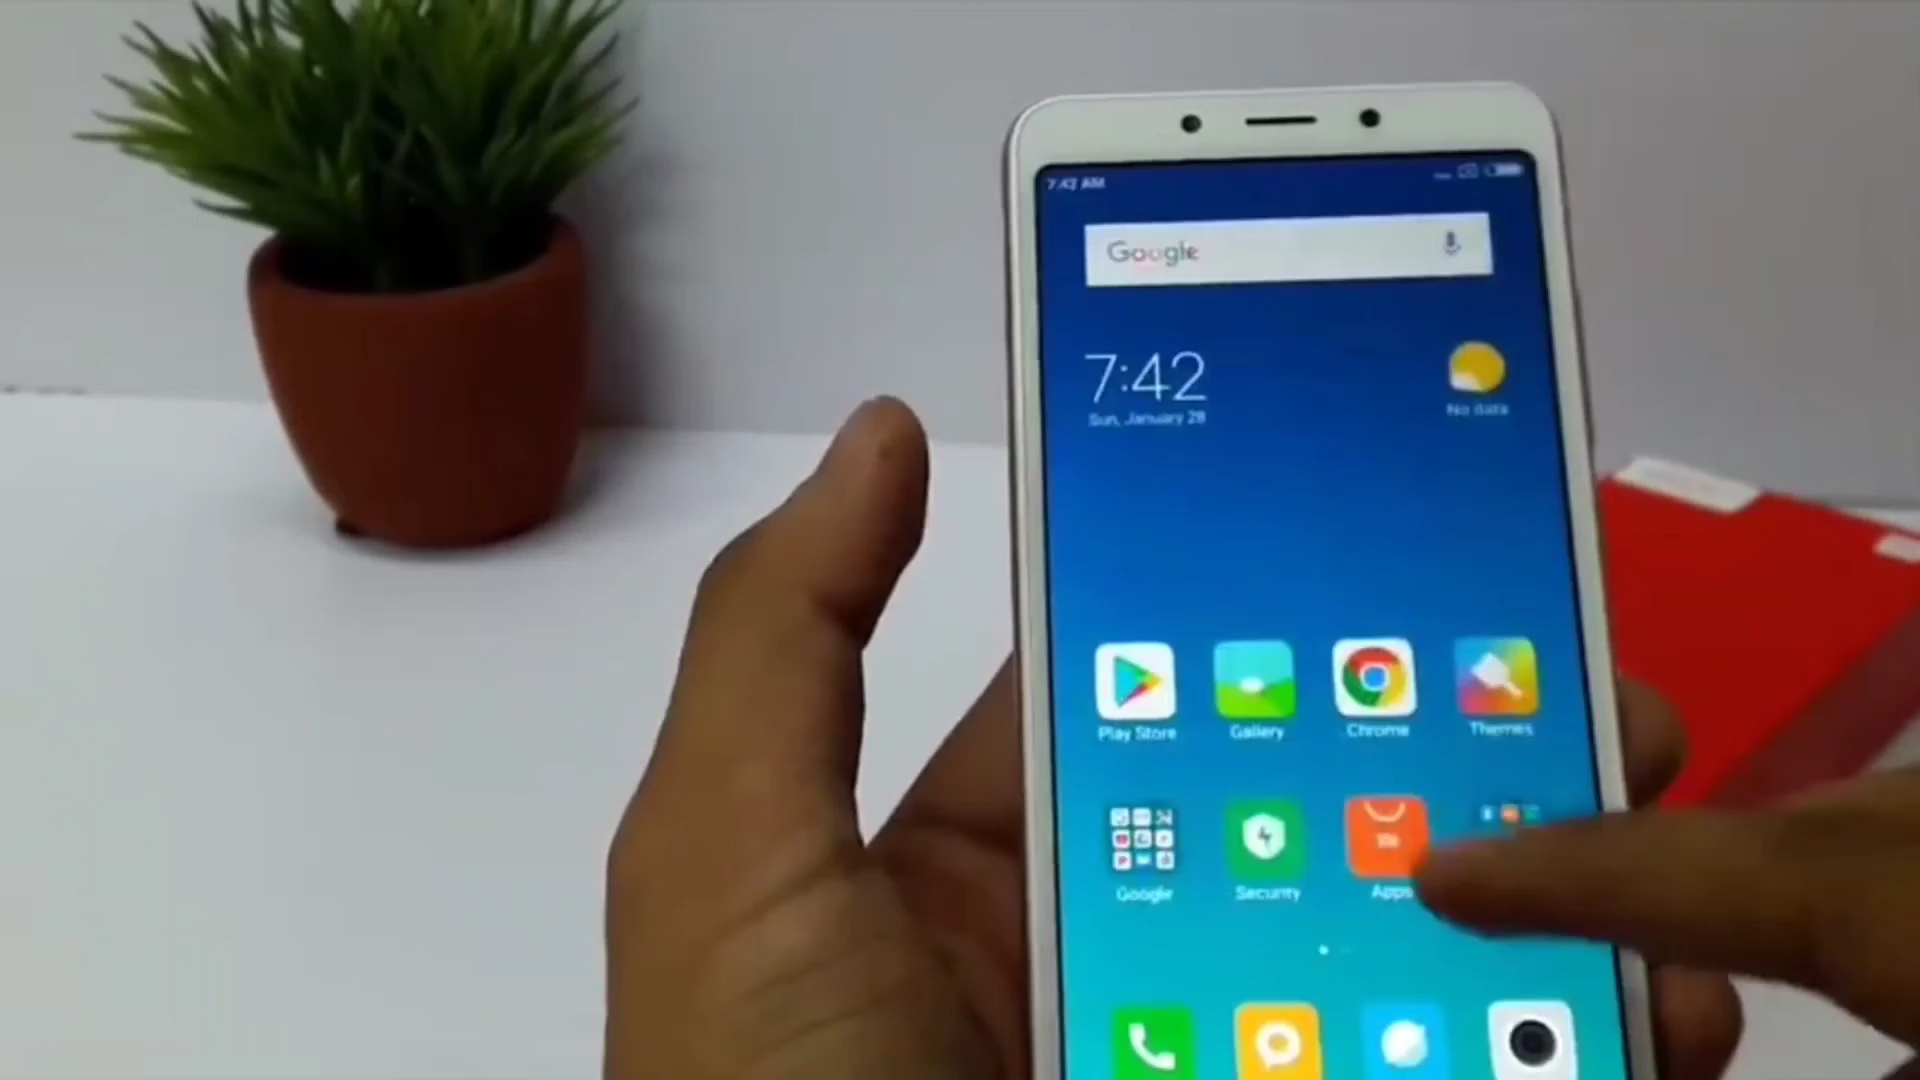 7:42 AM
Google
7:42
Sun, January 28
No data
Play Store
Gallery
Chrome
Themes
Google
Security
Apps